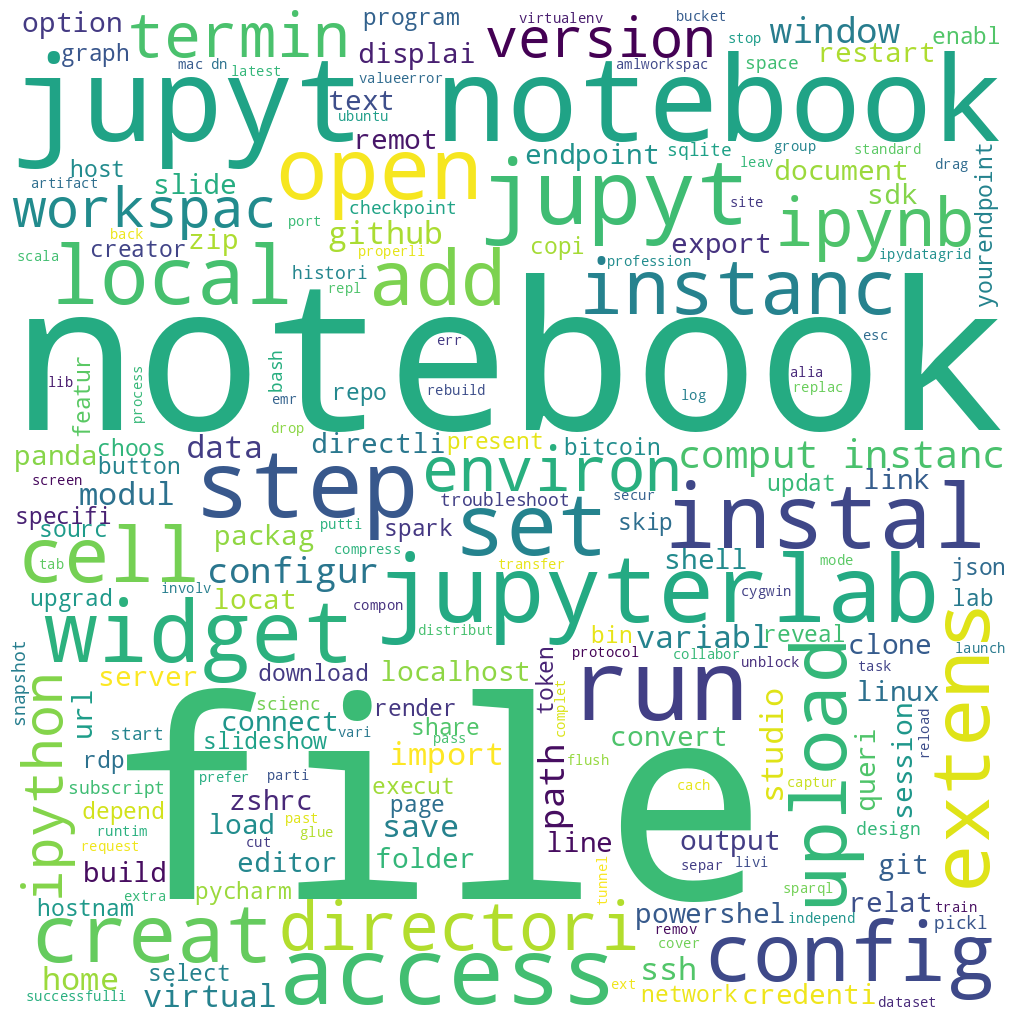 option termin program virtualenv bucket version window enabl
graph mac dn latest displai valueerror amlworkspac stop space restart
jupyt notebook
text ubuntu
remot open
host endpoint sqlite group standard
artifact slide jupyt leav document drag
workspac checkpoint site sdk yourendpoint
back creator zip port github copi export ipynb
scala local properli add profession ipydatagrid
histori repl instanc
notebook
err esc
lib featur process bash emr repo rebuild alia replac log
drop
panda choos data directli present bitcoin comput instanc
screen button step environ updat link
specifi modul troubleshoot secur instal
sourc packag putti spark set skip
cell tab configur compress transfer shell mode json
upgrad involv locat compon jupyterlab cygwin lab
widget distribut bin variabl reveal clone extens
snapshot server download localhost protocol collabor unblock task launch
ipython url scienc render token run upload linux
start connect vari share complet convert studio session reload
rdp slideshow pass import path flush queri
subscript prefer parti execut cach captur
depend zshrc past page
runtim load glue save line output design
request cut file
build editor folder separ livi git
extra pycharm tunnel sparql
hostnam powershel independ relat train
creat directori remov pickl
cover config
home select access ssh
successfulli virtual ext network credenti dataset